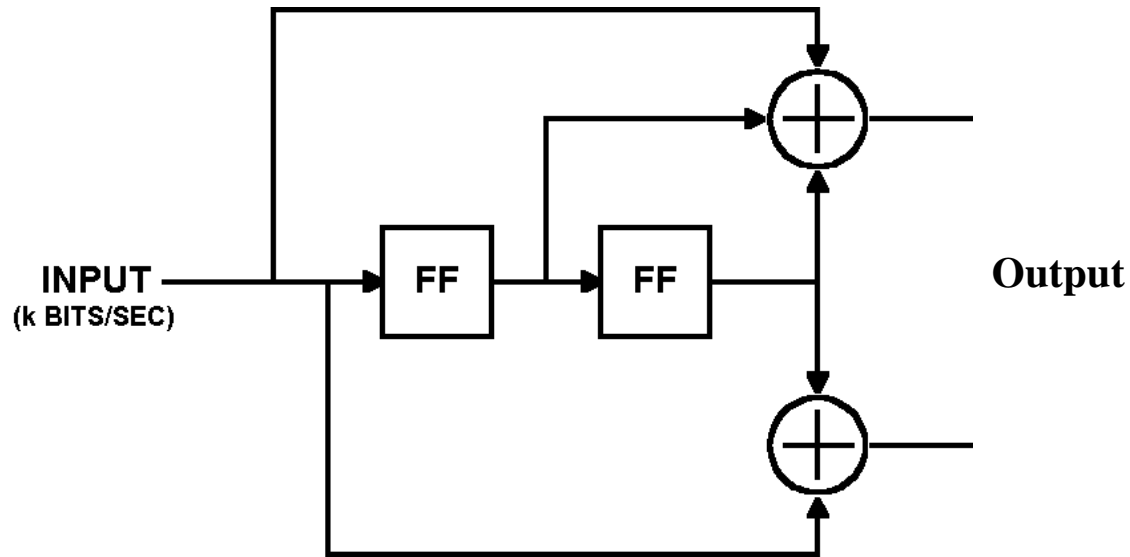 INPUT
(k BITS/SEC)
FF
FF
Output